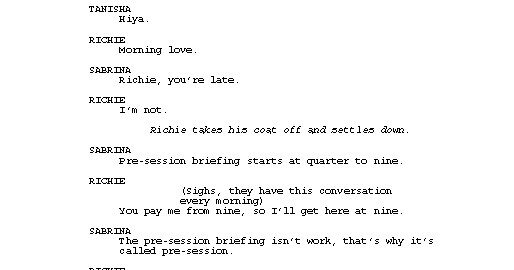 TANISHA
Hiya.
RICHIE
Morning love.
SABRINA
Richie, you're late.
RICHIE
I'm not.
Richie takes his coat off and settles down.
SABRINA
Pre-session briefing starts at quarter to nine.
RICHIE
(Sighs, they have this conversation
every morning)
You pay me from nine, so I'll get here at nine.
SABRINA
The pre-session briefing isn't work, that's why it's
called pre-session.